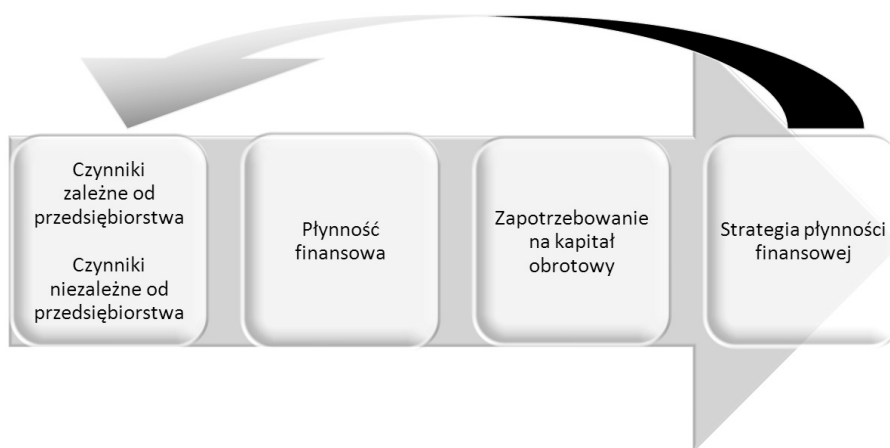 Czynniki
zależne od
przedsiębiorstwa
Czynniki
niezależne od
przedsiębiorstwa
Płynność
finansowa
Zapotrzebowanie
na kapitał
obrotowy
Strategia płynności
finansowej